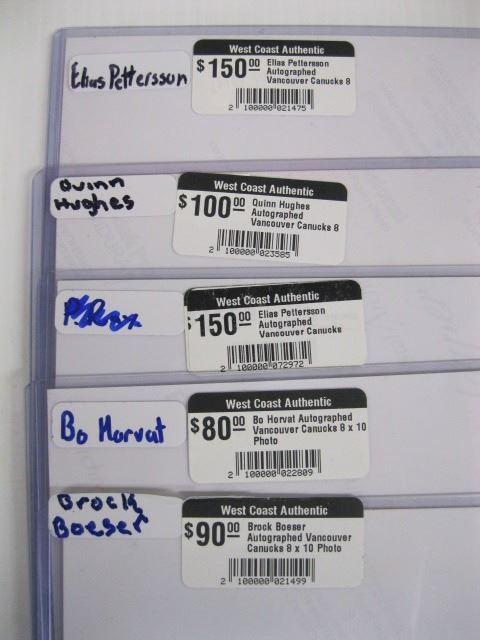 Elias Pettersson
West Coast Authentic
$150.00 Elias Pettersson
Autographed
Vancouver Canucks 8
2 100000 021475
Quinn
Hughes
West Coast Authentic
$100.00 Quinn Hughes
Autographed
Vancouver Canucks 8
2 100000 023585
West Coast Authentic
$150.00 Elias Pettersson
Autographed
Vancouver Canucks
2 100000 072972
Bo Horvat
West Coast Authentic
$80.00 Bo Horvat Autographed
Vancouver Canucks 8 x 10
Photo
2 100000 022809
Brock
Boeser
West Coast Authentic
$90.00 Brock Boeser
Autographed Vancouver
Canucks 8 x 10 Photo
2 100000 021499